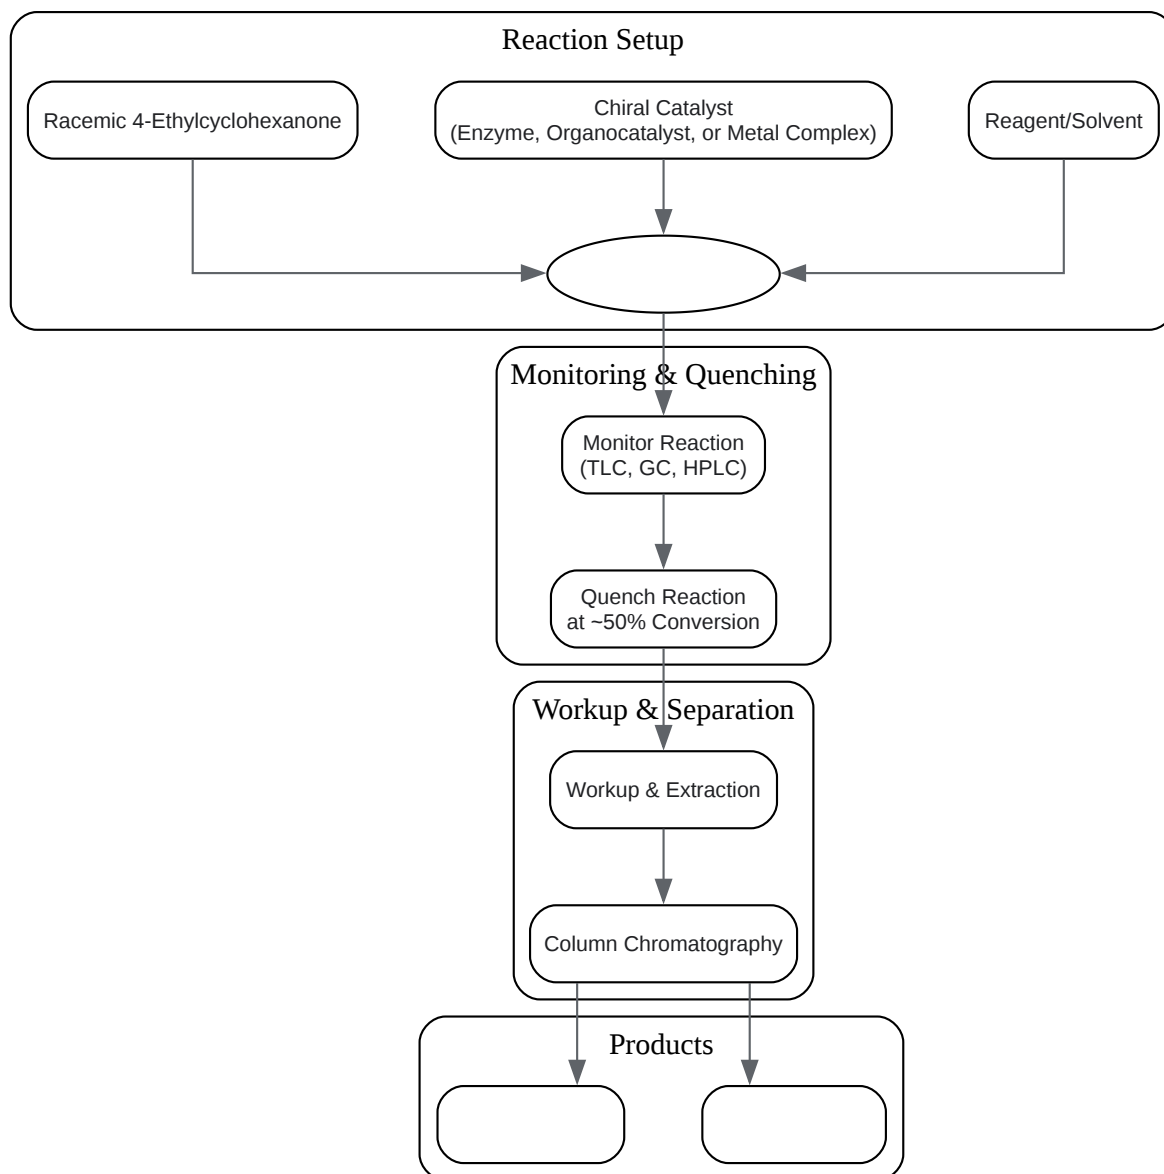 Reaction Setup
Racemic 4-Ethylcyclohexanone
Chiral Catalyst
(Enzyme, Organocatalyst, or Metal Complex)
Reagent/Solvent
Monitoring & Quenching
Monitor Reaction
(TLC, GC, HPLC)
Quench Reaction
at ~50% Conversion
Workup & Separation
Workup & Extraction
Column Chromatography
Products